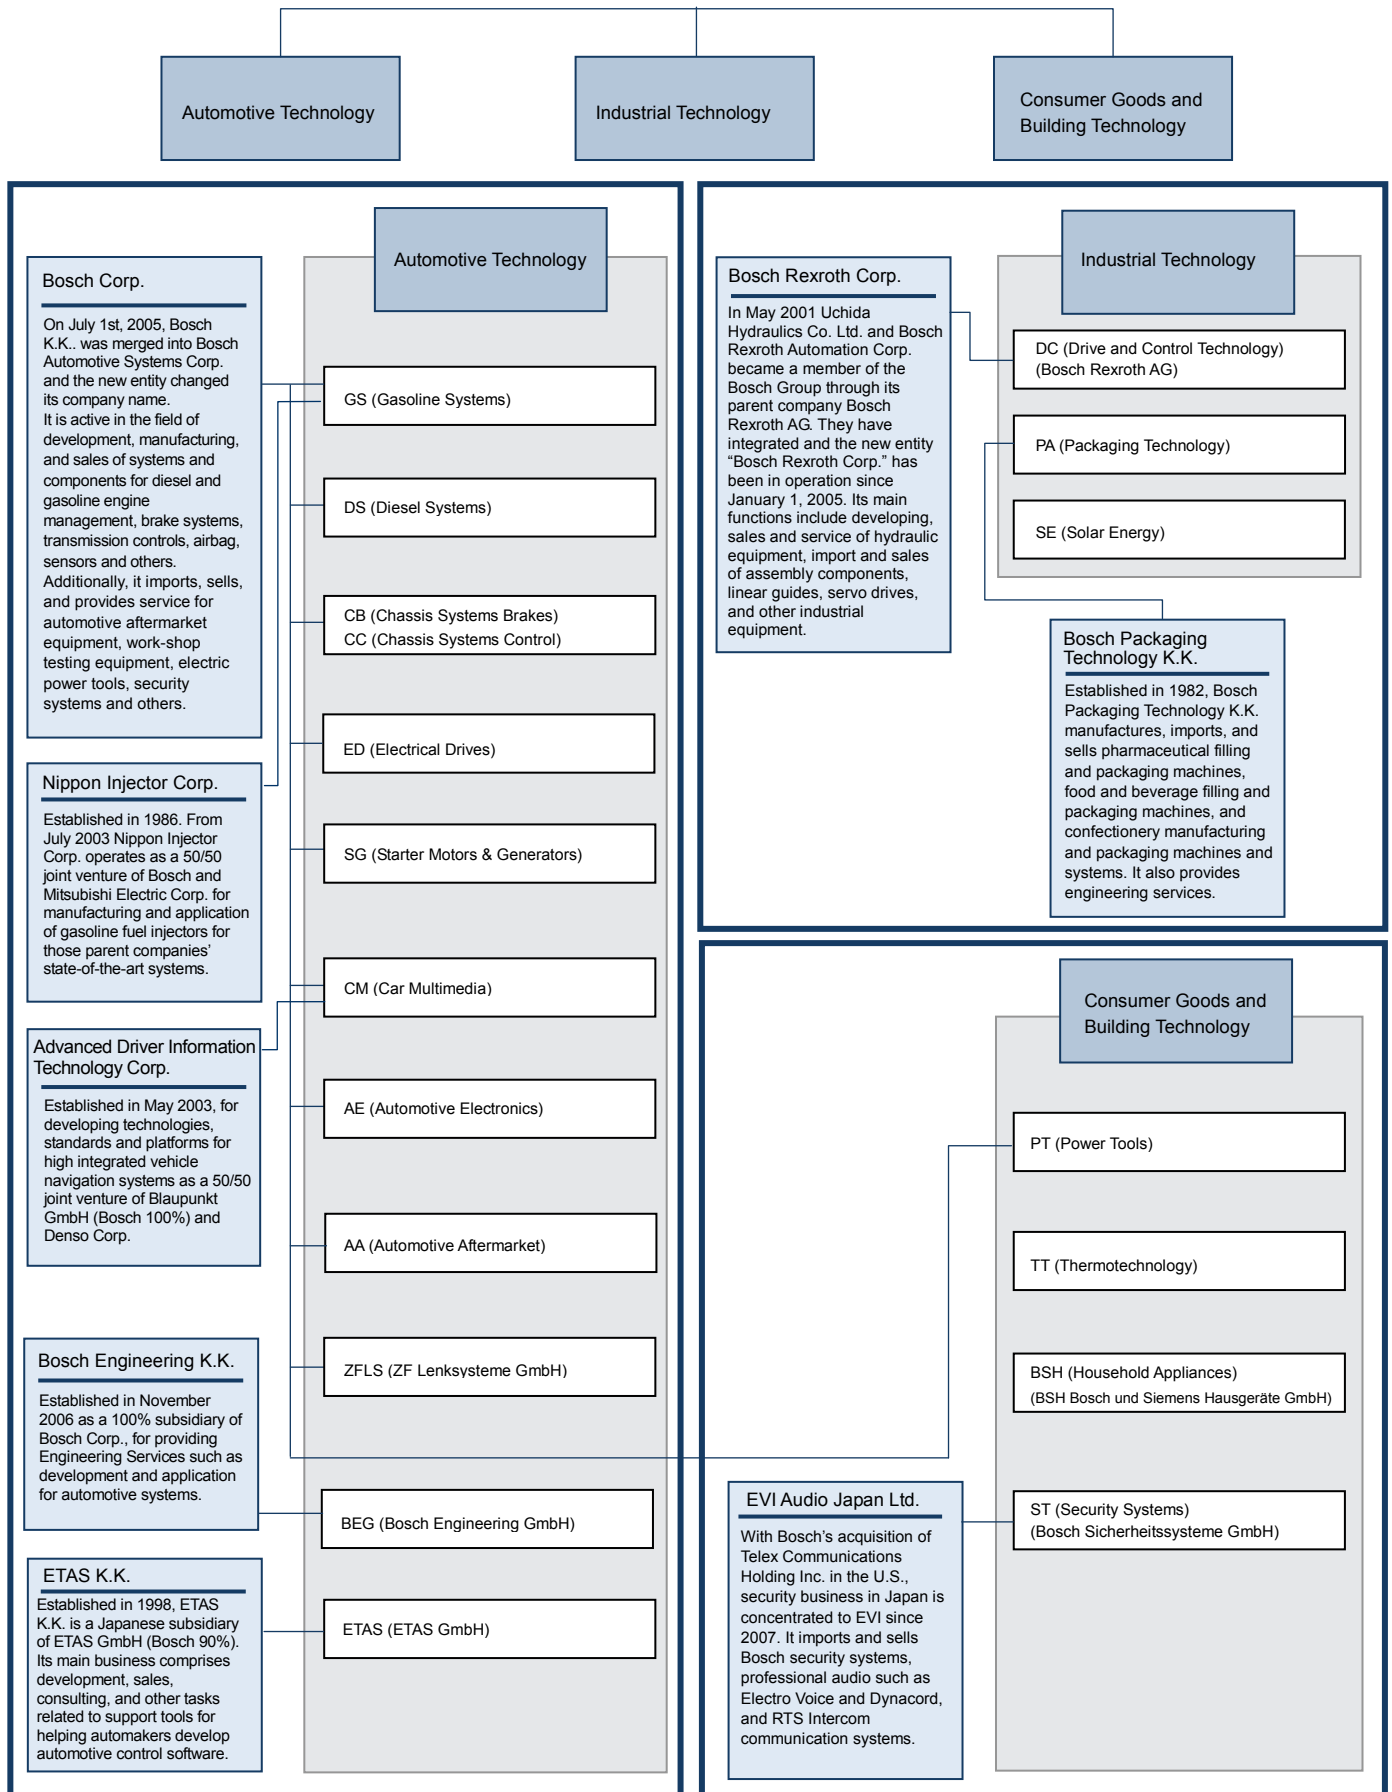 Automotive Technology
Industrial Technology
Consumer Goods and
Building Technology
Automotive Technology
Bosch Corp.
On July 1st, 2005, Bosch
K.K.. was merged into Bosch
Automotive Systems Corp.
and the new entity changed
its company name.
It is active in the field of
development, manufacturing,
and sales of systems and
components for diesel and
gasoline engine
management, brake systems,
transmission controls, airbag,
sensors and others.
Additionally, it imports, sells,
and provides service for
automotive aftermarket
equipment, work-shop
testing equipment, electric
power tools, security
systems and others.
Nippon Injector Corp.
Established in 1986. From
July 2003 Nippon Injector
Corp. operates as a 50/50
joint venture of Bosch and
Mitsubishi Electric Corp. for
manufacturing and application
of gasoline fuel injectors for
those parent companies’
state-of-the-art systems.
Advanced Driver Information
Technology Corp.
Established in May 2003, for
developing technologies,
standards and platforms for
high integrated vehicle
navigation systems as a 50/50
joint venture of Blaupunkt
GmbH (Bosch 100%) and
Denso Corp.
Bosch Engineering K.K.
Established in November
2006 as a 100% subsidiary of
Bosch Corp., for providing
Engineering Services such as
development and application
for automotive systems.
ETAS K.K.
Established in 1998, ETAS
K.K. is a Japanese subsidiary
of ETAS GmbH (Bosch 90%).
Its main business comprises
development, sales,
consulting, and other tasks
related to support tools for
helping automakers develop
automotive control software.
GS (Gasoline Systems)
DS (Diesel Systems)
CB (Chassis Systems Brakes)
CC (Chassis Systems Control)
ED (Electrical Drives)
SG (Starter Motors & Generators)
CM (Car Multimedia)
AE (Automotive Electronics)
AA (Automotive Aftermarket)
ZFLS (ZF Lenksysteme GmbH)
BEG (Bosch Engineering GmbH)
ETAS (ETAS GmbH)
Industrial Technology
Bosch Rexroth Corp.
In May 2001 Uchida
Hydraulics Co. Ltd. and Bosch
Rexroth Automation Corp.
became a member of the
Bosch Group through its
parent company Bosch
Rexroth AG. They have
integrated and the new entity
“Bosch Rexroth Corp.” has
been in operation since
January 1, 2005. Its main
functions include developing,
sales and service of hydraulic
equipment, import and sales
of assembly components,
linear guides, servo drives,
and other industrial
equipment.
DC (Drive and Control Technology)
(Bosch Rexroth AG)
PA (Packaging Technology)
SE (Solar Energy)
Bosch Packaging
Technology K.K.
Established in 1982, Bosch
Packaging Technology K.K.
manufactures, imports, and
sells pharmaceutical filling
and packaging machines,
food and beverage filling and
packaging machines, and
confectionery manufacturing
and packaging machines and
systems. It also provides
engineering services.
Consumer Goods and
Building Technology
PT (Power Tools)
TT (Thermotechnology)
BSH (Household Appliances)
(BSH Bosch und Siemens Hausgeräte GmbH)
ST (Security Systems)
(Bosch Sicherheitssysteme GmbH)
EVI Audio Japan Ltd.
With Bosch’s acquisition of
Telex Communications
Holding Inc. in the U.S.,
security business in Japan is
concentrated to EVI since
2007. It imports and sells
Bosch security systems,
professional audio such as
Electro Voice and Dynacord,
and RTS Intercom
communication systems.